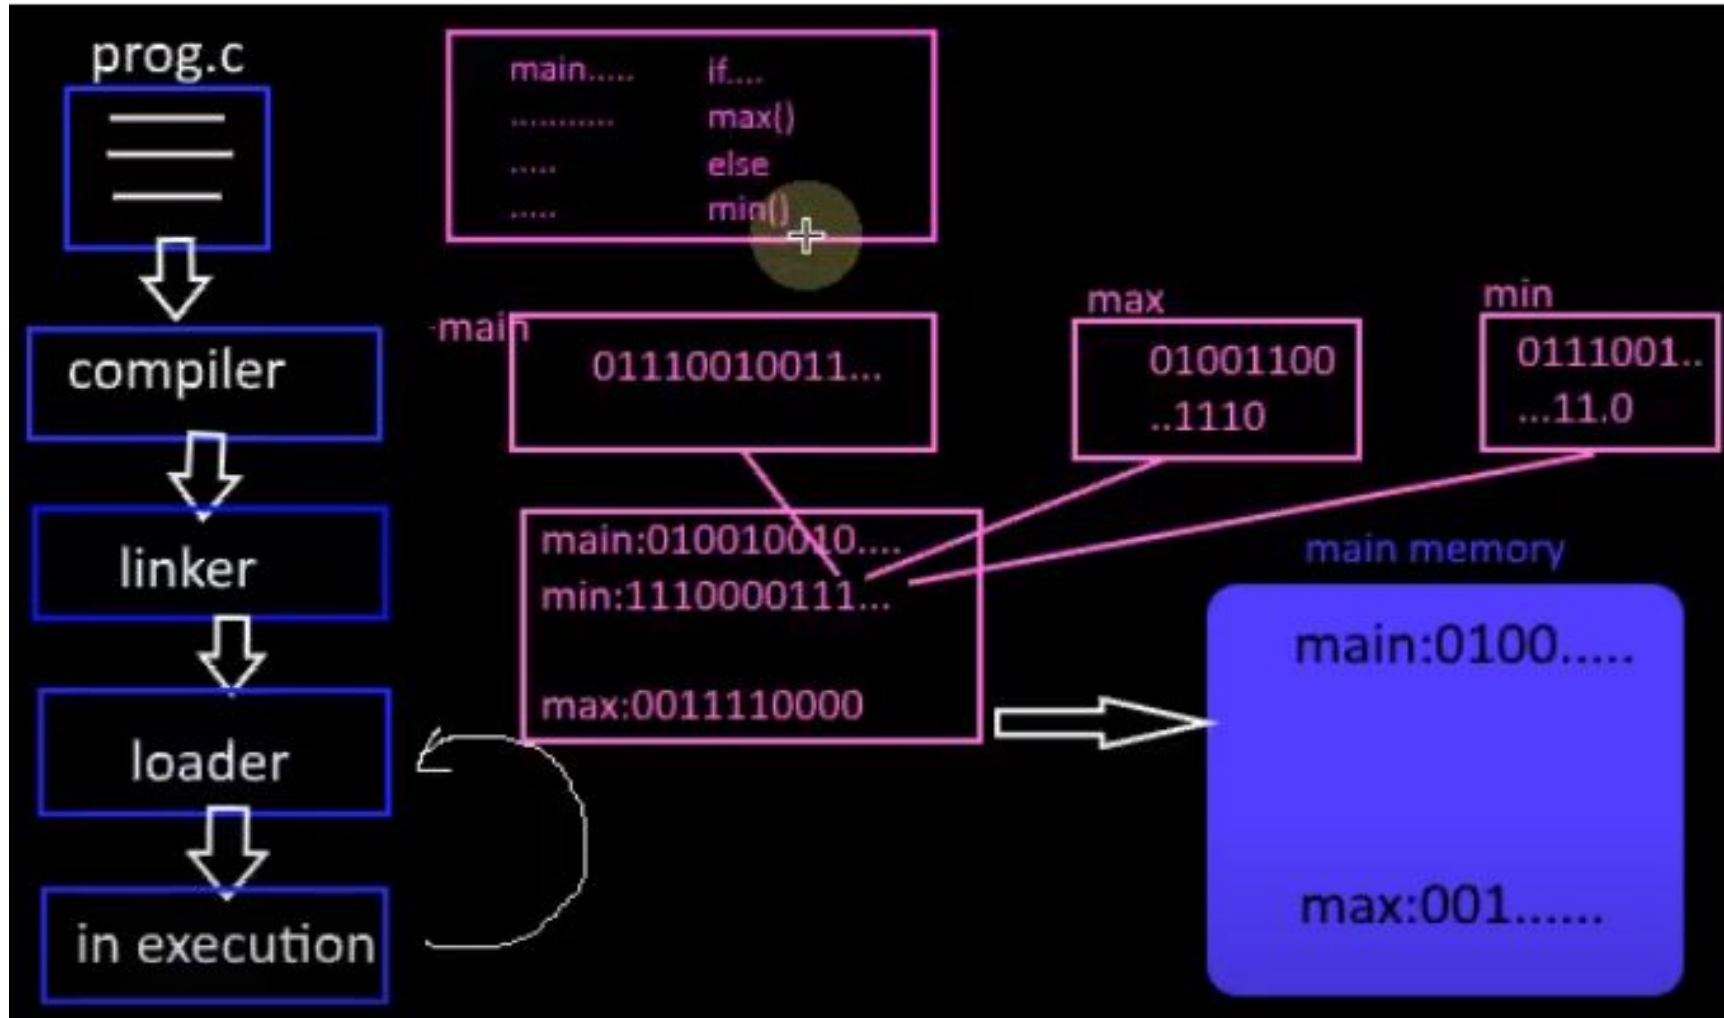 prog.c
main..... if....
........... max()
..... else
..... min()
compiler
-main
01110010011...
max
01001100
..1110
min
0111001..
...11.0
linker
main:010010010....
min:1110000111...
max:0011110000
main memory
main:0100.....
max:001......
loader
in execution